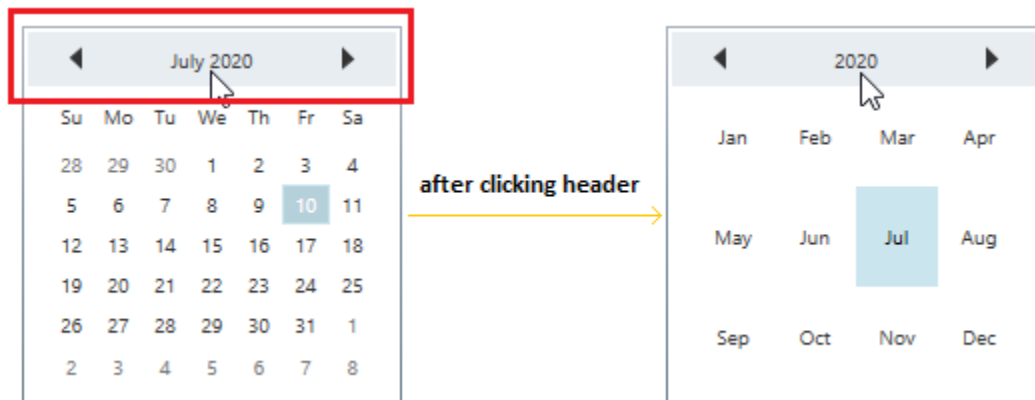 July 2020
Su Mo Tu We Th Fr Sa
28 29 30 1 2 3 4
5 6 7 8 9 10 11
12 13 14 15 16 17 18
19 20 21 22 23 24 25
26 27 28 29 30 31 1
2 3 4 5 6 7 8
after clicking header
2020
Jan Feb Mar Apr
May Jun Jul Aug
Sep Oct Nov Dec